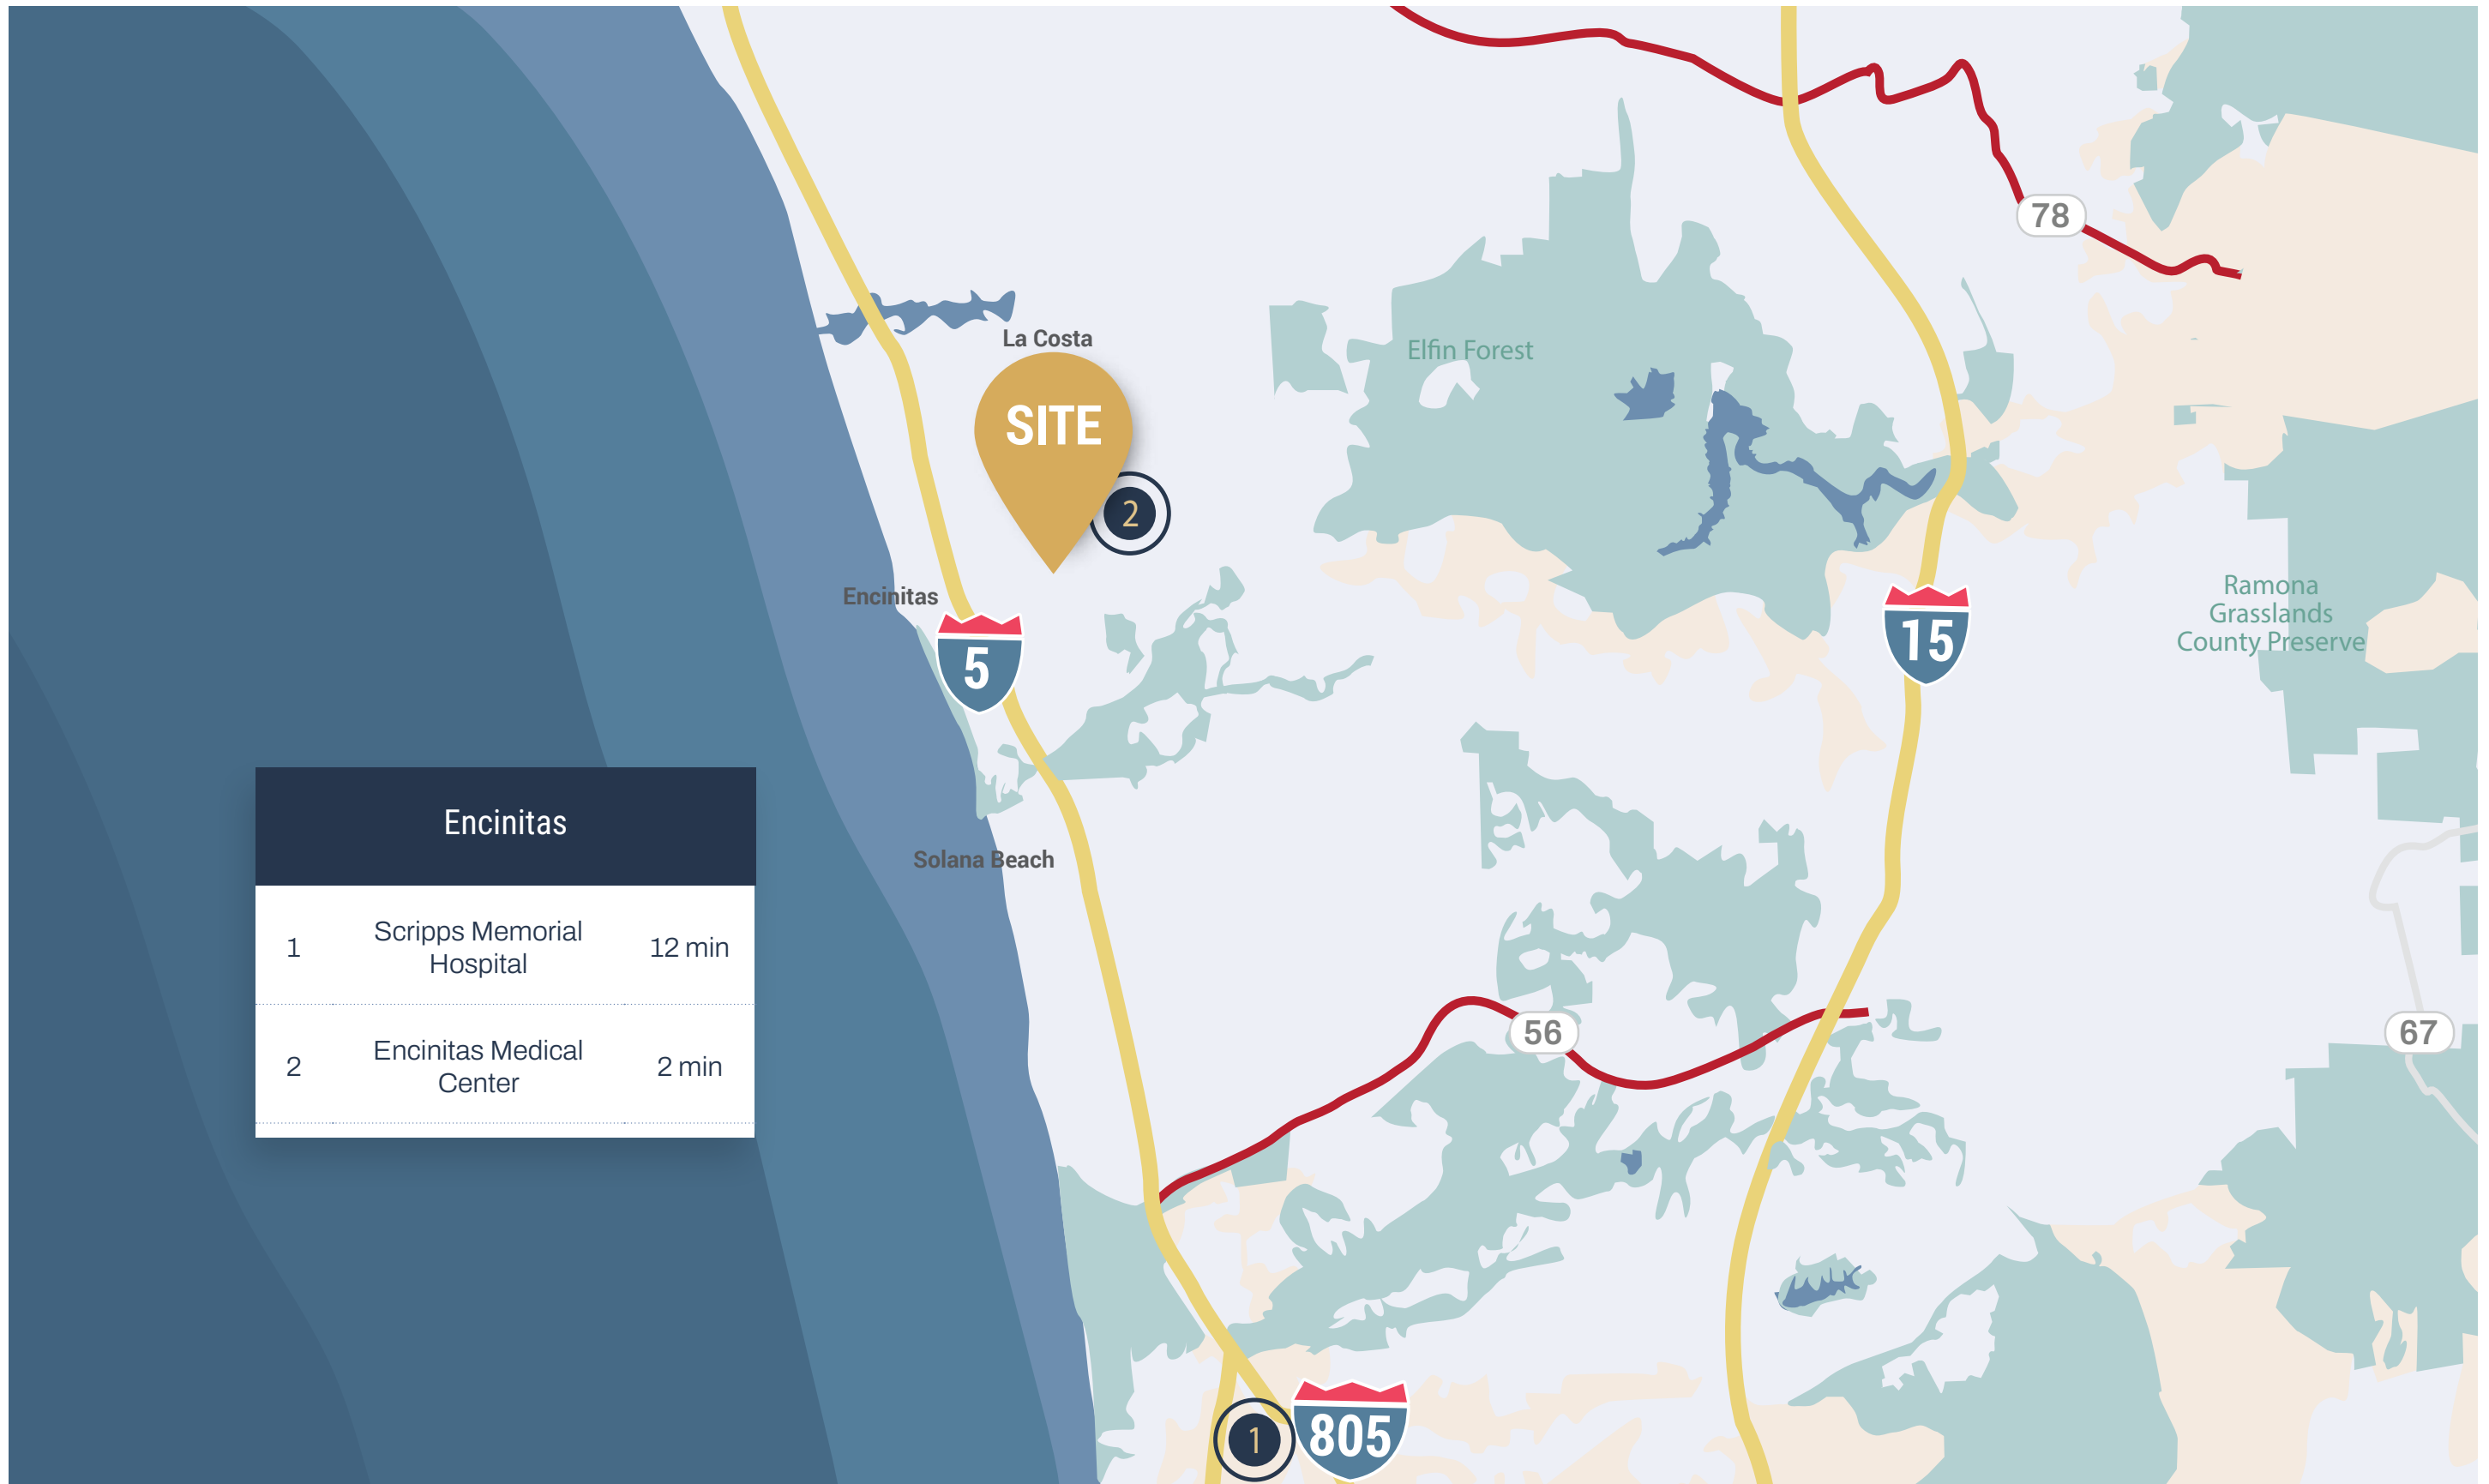 78
La Costa
Elfin Forest
SITE
2
Encinitas
5
15
Ramona
Grasslands
County Preserve
Encinitas
Solana Beach
1
Scripps Memorial
Hospital
12 min
2
Encinitas Medical
Center
2 min
56
67
1
805